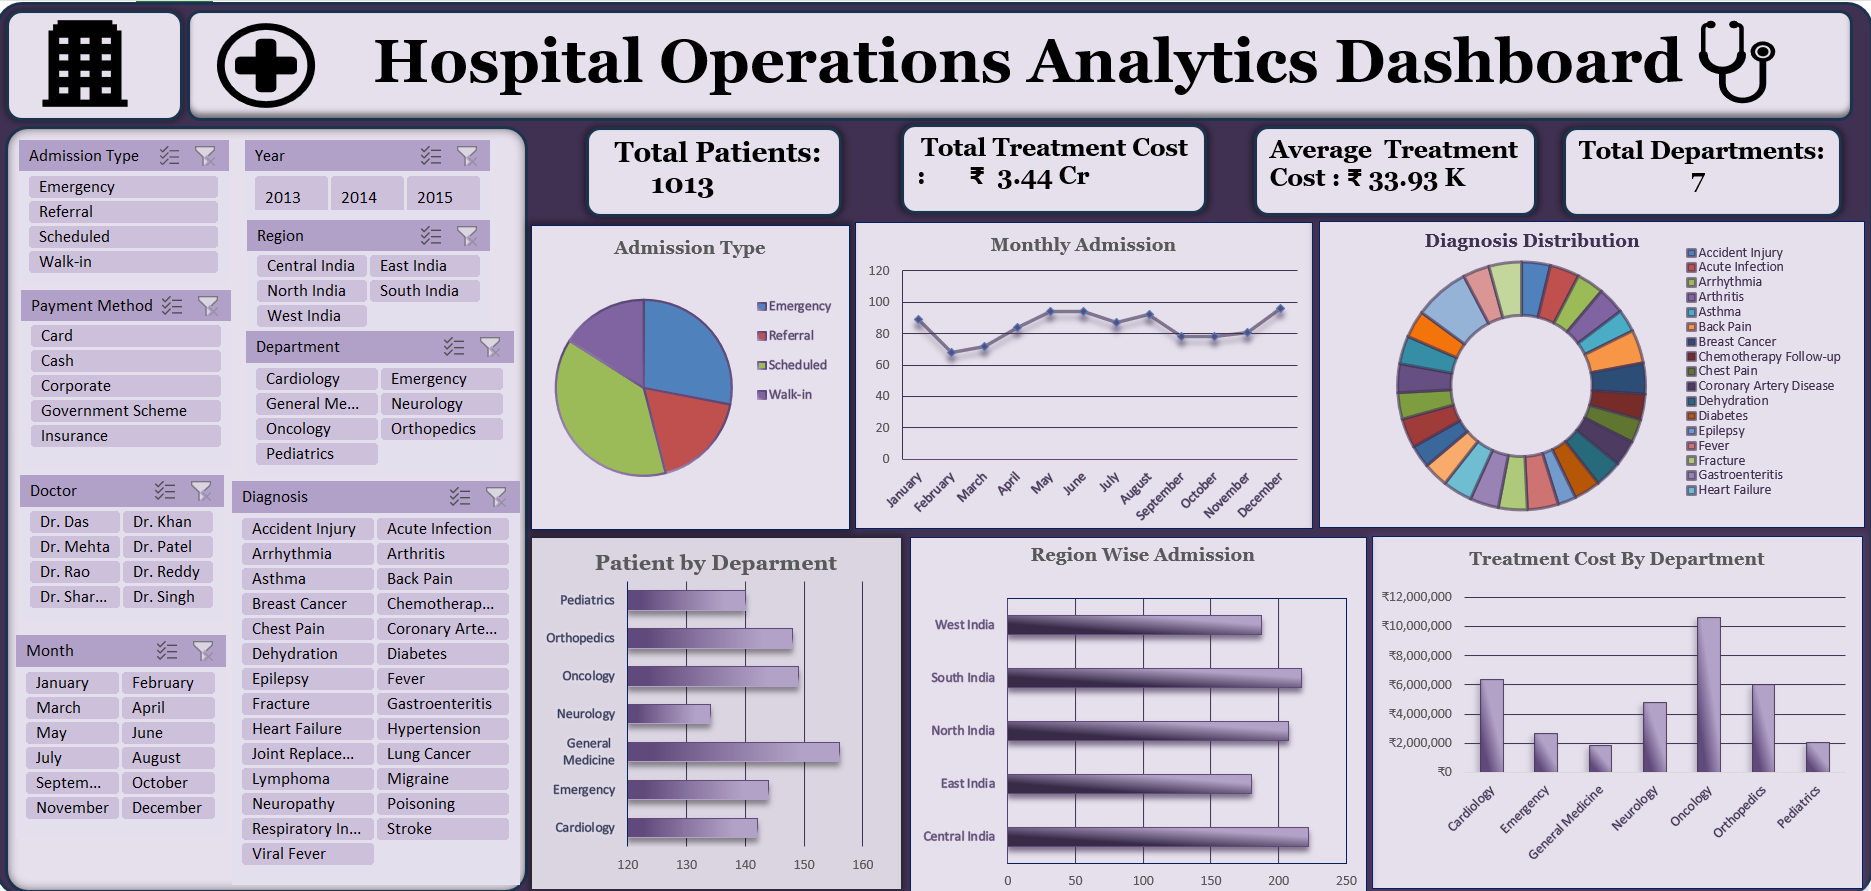 Hospital Operations Analytics Dashboard
Admission Type
Emergency
Referral
Scheduled
Walk-in
Payment Method
Card
Cash
Corporate
Government Scheme
Insurance
Doctor
Dr. Das
Dr. Khan
Dr. Mehta
Dr. Patel
Dr. Rao
Dr. Reddy
Dr. Shar...
Dr. Singh
Month
January
February
March
April
May
June
July
August
Septem...
October
November
December
Year
2013
2014
2015
Region
Central India
East India
North India
South India
West India
Department
Cardiology
Emergency
General Me...
Neurology
Oncology
Orthopedics
Pediatrics
Diagnosis
Accident Injury
Acute Infection
Arrhythmia
Arthritis
Asthma
Back Pain
Breast Cancer
Chemotherap...
Chest Pain
Coronary Arte...
Dehydration
Diabetes
Epilepsy
Fever
Fracture
Gastroenteritis
Heart Failure
Hypertension
Joint Replace...
Lung Cancer
Lymphoma
Migraine
Neuropathy
Poisoning
Respiratory In...
Stroke
Viral Fever
Total Patients:
1013
Total Treatment Cost
: ₹ 3.44 Cr
Average Treatment
Cost : ₹ 33.93 K
Total Departments:
7
Admission Type
Emergency
Referral
Scheduled
Walk-in
Monthly Admission
120
100
80
60
40
20
0
January
February
March
April
May
June
July
August
September
October
November
December
Diagnosis Distribution
Accident Injury
Acute Infection
Arrhythmia
Arthritis
Asthma
Back Pain
Breast Cancer
Chemotherapy Follow-up
Chest Pain
Coronary Artery Disease
Dehydration
Diabetes
Epilepsy
Fever
Fracture
Gastroenteritis
Heart Failure
Patient by Deparment
Pediatrics
Orthopedics
Oncology
Neurology
General
Medicine
Emergency
Cardiology
120
130
140
150
160
Region Wise Admission
West India
South India
North India
East India
Central India
0
50
100
150
200
250
Treatment Cost By Department
₹12,000,000
₹10,000,000
₹8,000,000
₹6,000,000
₹4,000,000
₹2,000,000
₹0
Cardiology
Emergency
General Medicine
Neurology
Oncology
Orthopedics
Pediatrics